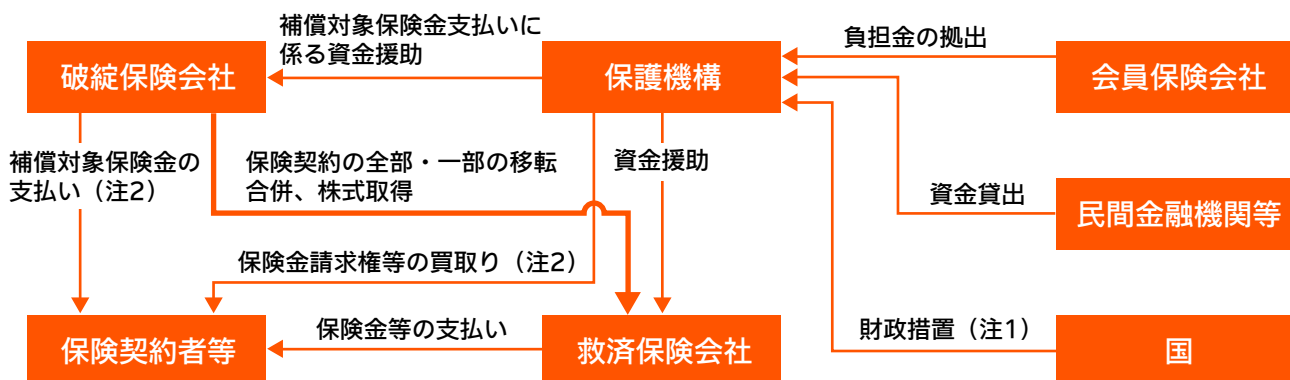 補償対象保険金支払いに
係る資金援助
負担金の拠出
破綻保険会社
保護機構
会員保険会社
補償対象保険金の
支払い（注2）
保険契約の全部・一部の移転
合併、株式取得
資金援助
資金貸出
民間金融機関等
保険金請求権等の買取り（注2）
保険金等の支払い
財政措置（注1）
保険契約者等
救済保険会社
国